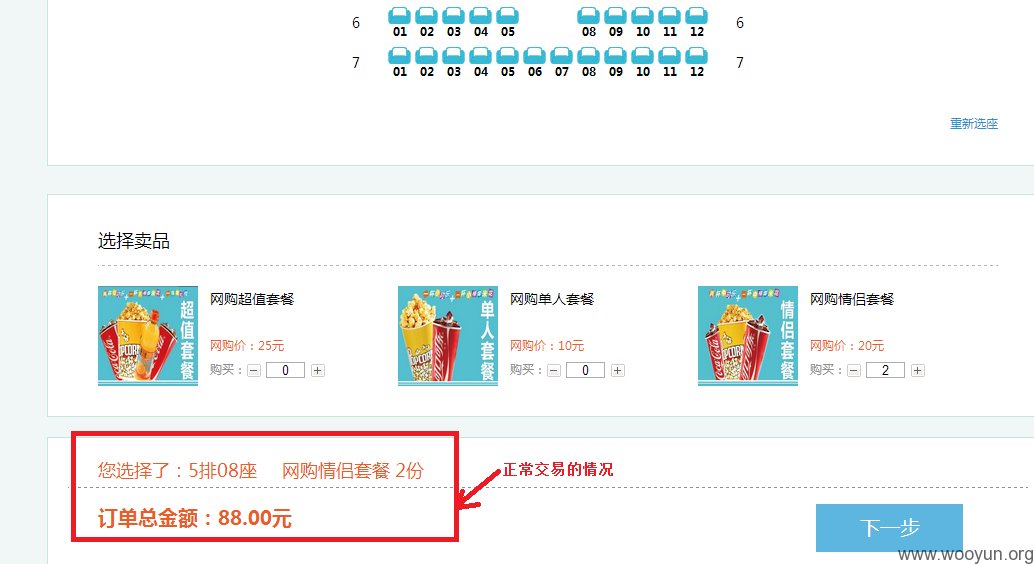 6 01 02 03 04 05 08 09 10 11 12 6
7 01 02 03 04 05 06 07 08 09 10 11 12 7
重新选座
选择卖品
超值套餐
网购超值套餐
网购价：25元
购买： - 0 +
单人套餐
网购单人套餐
网购价：10元
购买： - 0 +
情侣套餐
网购情侣套餐
网购价：20元
购买： - 2 +
您选择了：5排08座 网购情侣套餐 2份
正常交易的情况
订单总金额：88.00元
下一步
www.wooyun.org